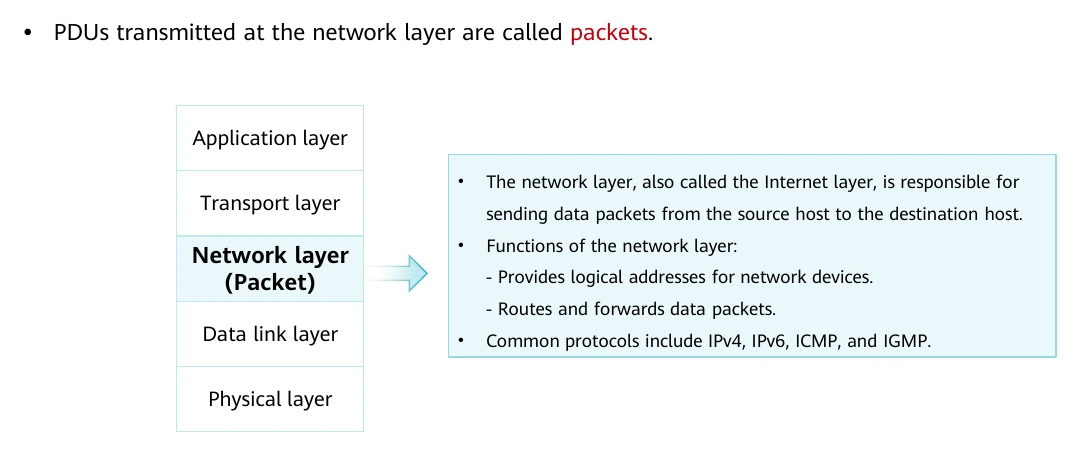 • PDUs transmitted at the network layer are called packets.
Application layer
Transport layer
Network layer
(Packet)
Data link layer
Physical layer
• The network layer, also called the Internet layer, is responsible for
sending data packets from the source host to the destination host.
• Functions of the network layer:
- Provides logical addresses for network devices.
- Routes and forwards data packets.
• Common protocols include IPv4, IPv6, ICMP, and IGMP.